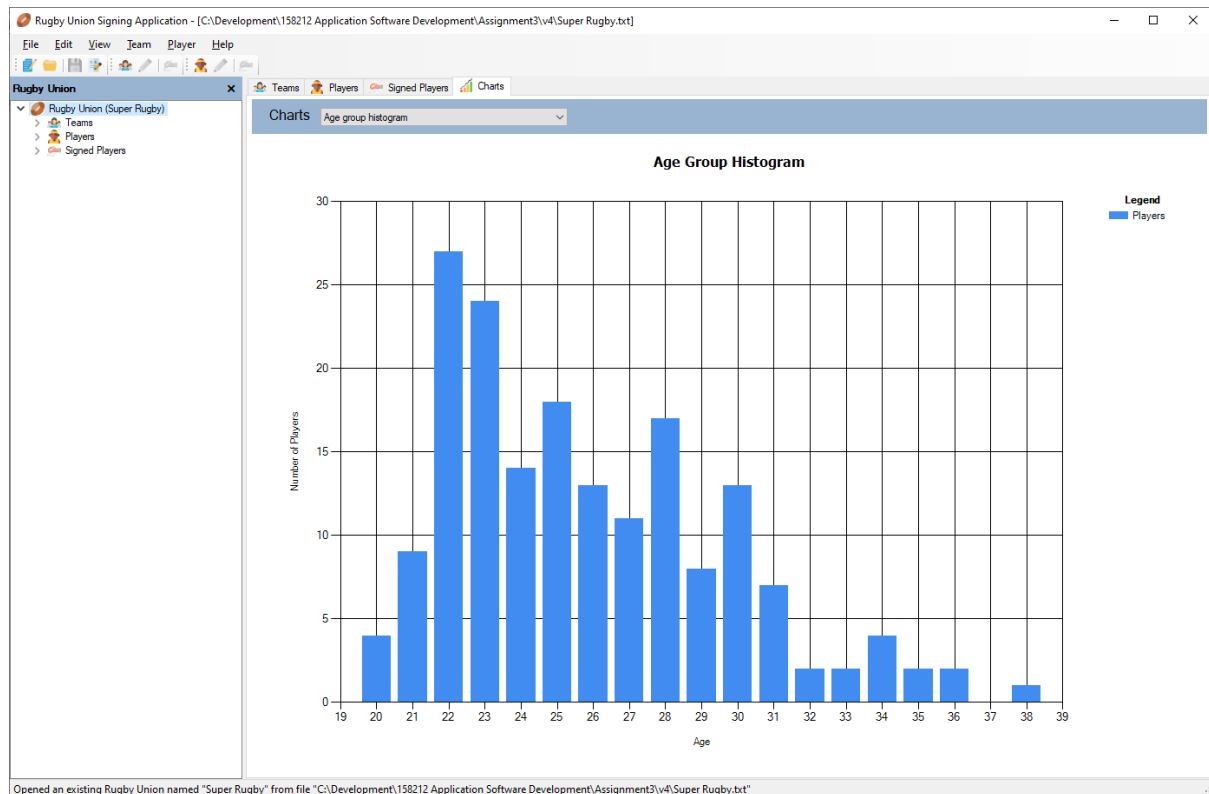 Rugby Union Signing Application - [C:\Development\158212 Application Software Development\Assignment3\v4\Super Rugby.txt]
File Edit View Team Player Help
Rugby Union
Rugby Union (Super Rugby)
Teams
Players
Signed Players
Teams Players Signed Players Charts
Charts Age group histogram
Age Group Histogram
Legend
Players
30
25
20
15
10
5
0
Number of Players
19 20 21 22 23 24 25 26 27 28 29 30 31 32 33 34 35 36 37 38 39
Age
Opened an existing Rugby Union named "Super Rugby" from file "C:\Development\158212 Application Software Development\Assignment3\v4\Super Rugby.txt"